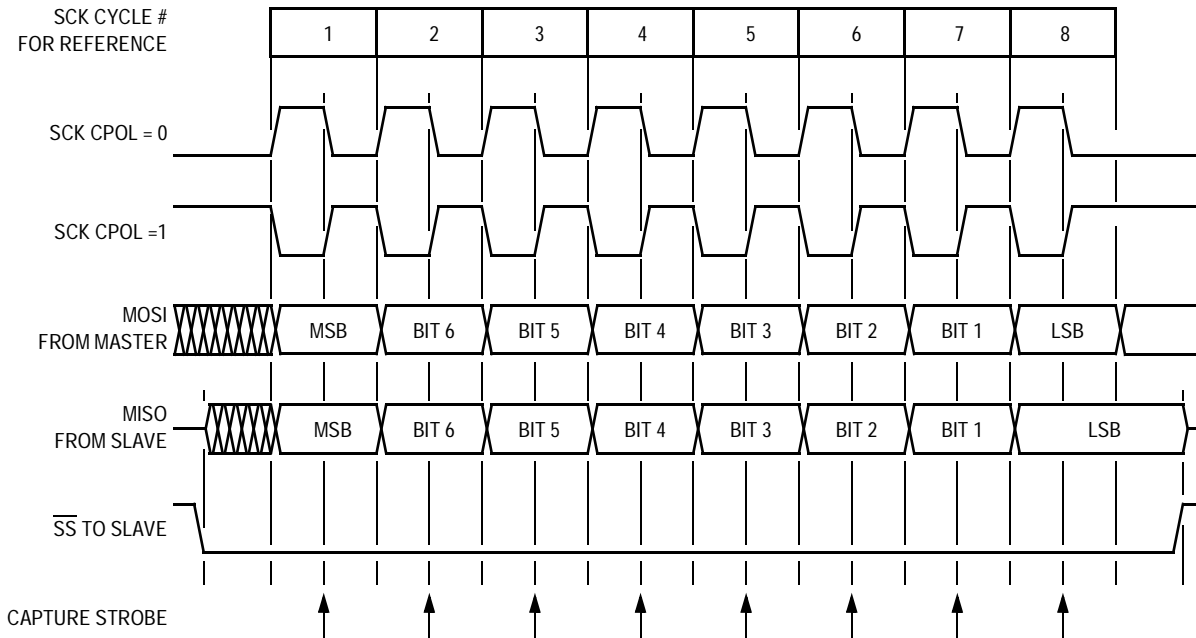 SCK CYCLE #
FOR REFERENCE
1 2 3 4 5 6 7 8
SCK CPOL = 0
SCK CPOL =1
MOSI
FROM MASTER
MSB BIT 6 BIT 5 BIT 4 BIT 3 BIT 2 BIT 1 LSB
MISO
FROM SLAVE
MSB BIT 6 BIT 5 BIT 4 BIT 3 BIT 2 BIT 1 LSB
S̅S̅ TO SLAVE
CAPTURE STROBE